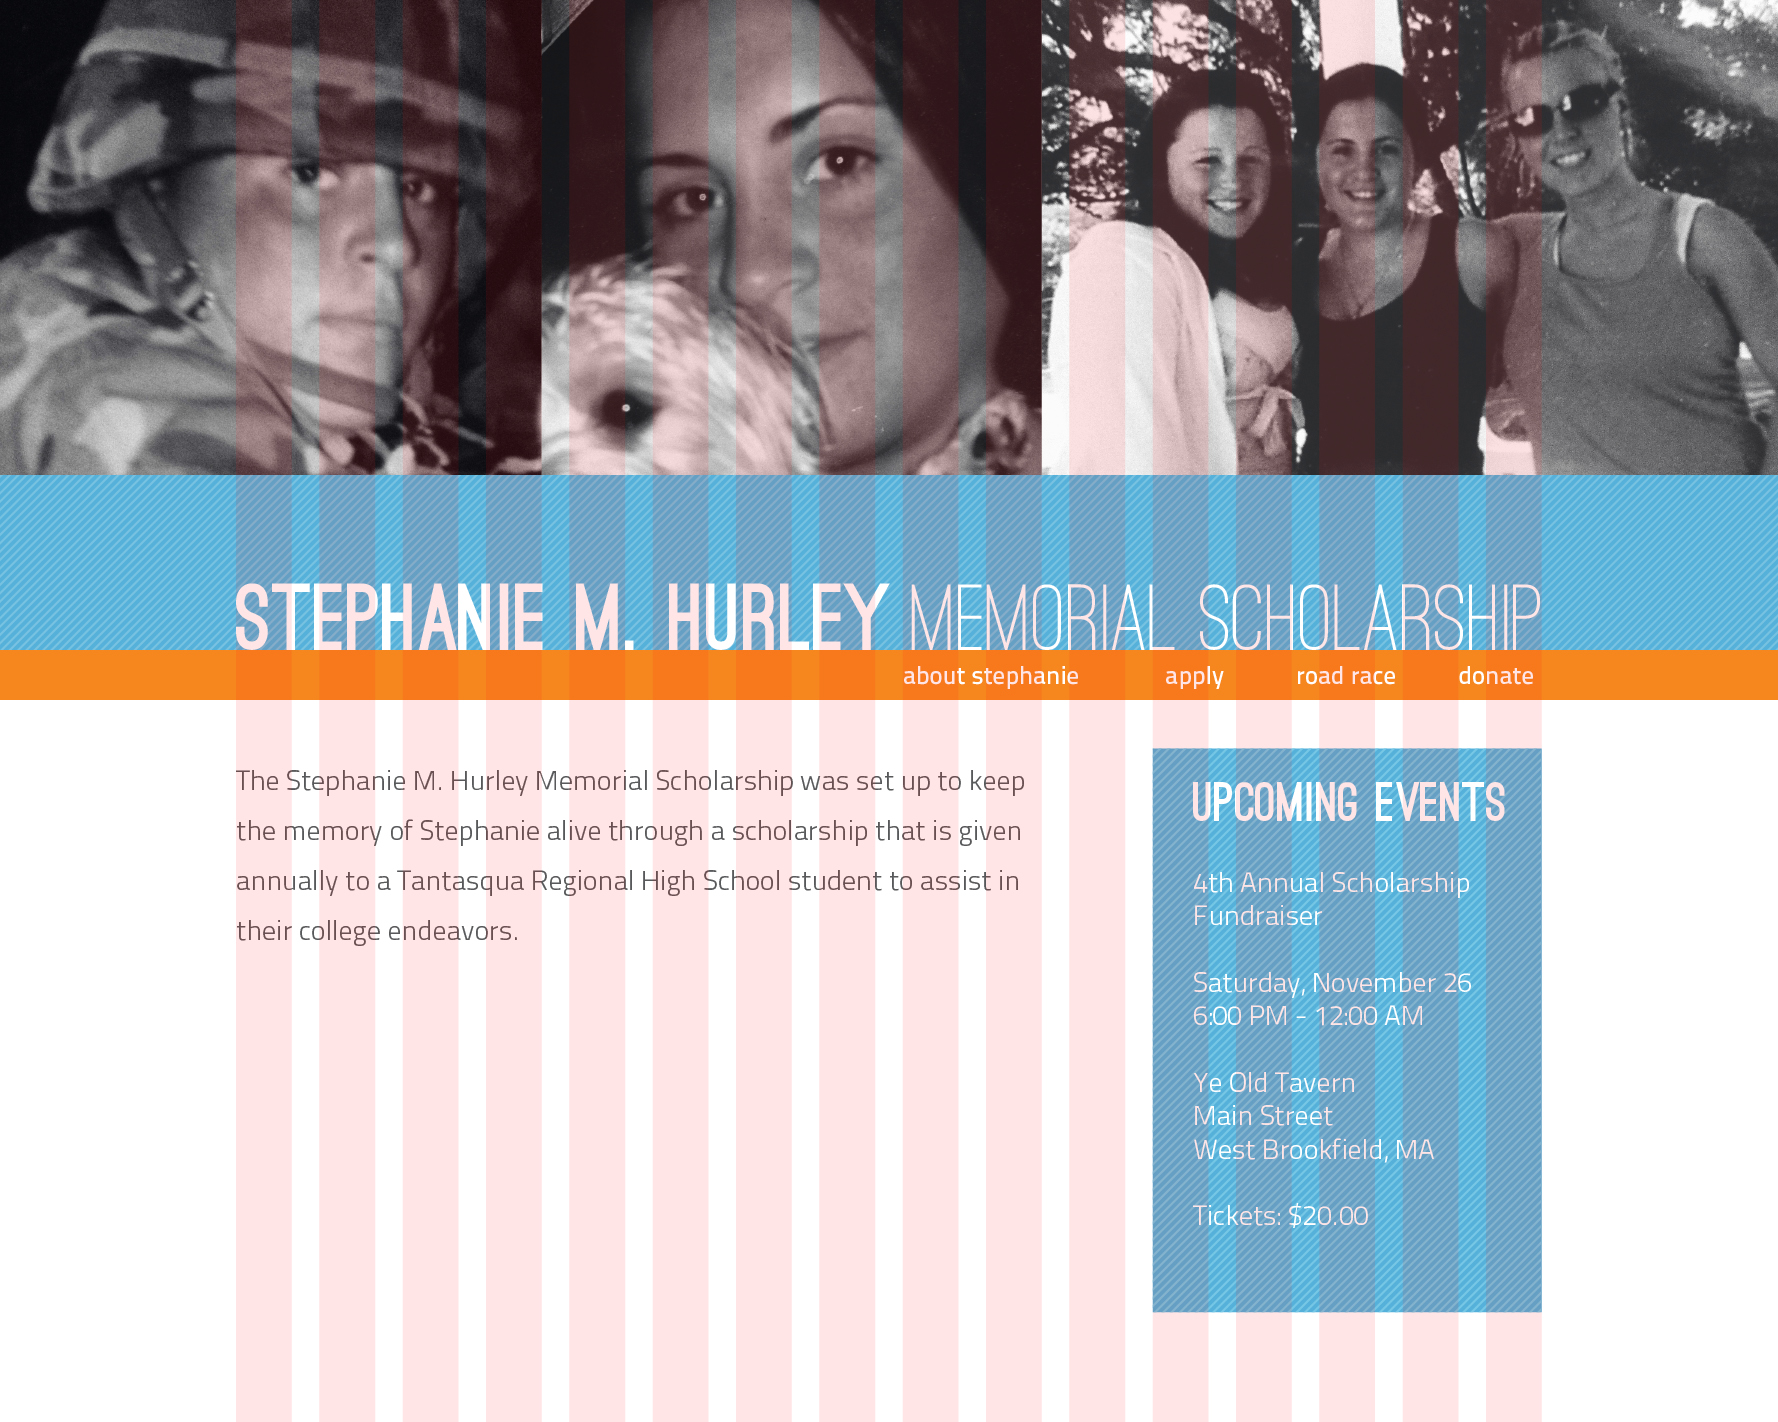 STEPHANIE M. HURLEY MEMORIAL SCHOLARSHIP
about stephanie apply road race donate
The Stephanie M. Hurley Memorial Scholarship was set up to keep
the memory of Stephanie alive through a scholarship that is given
annually to a Tantasqua Regional High School student to assist in
their college endeavors.
UPCOMING EVENTS
4th Annual Scholarship
Fundraiser
Saturday, November 26
6:00 PM - 12:00 AM
Ye Old Tavern
Main Street
West Brookfield, MA
Tickets: $20.00